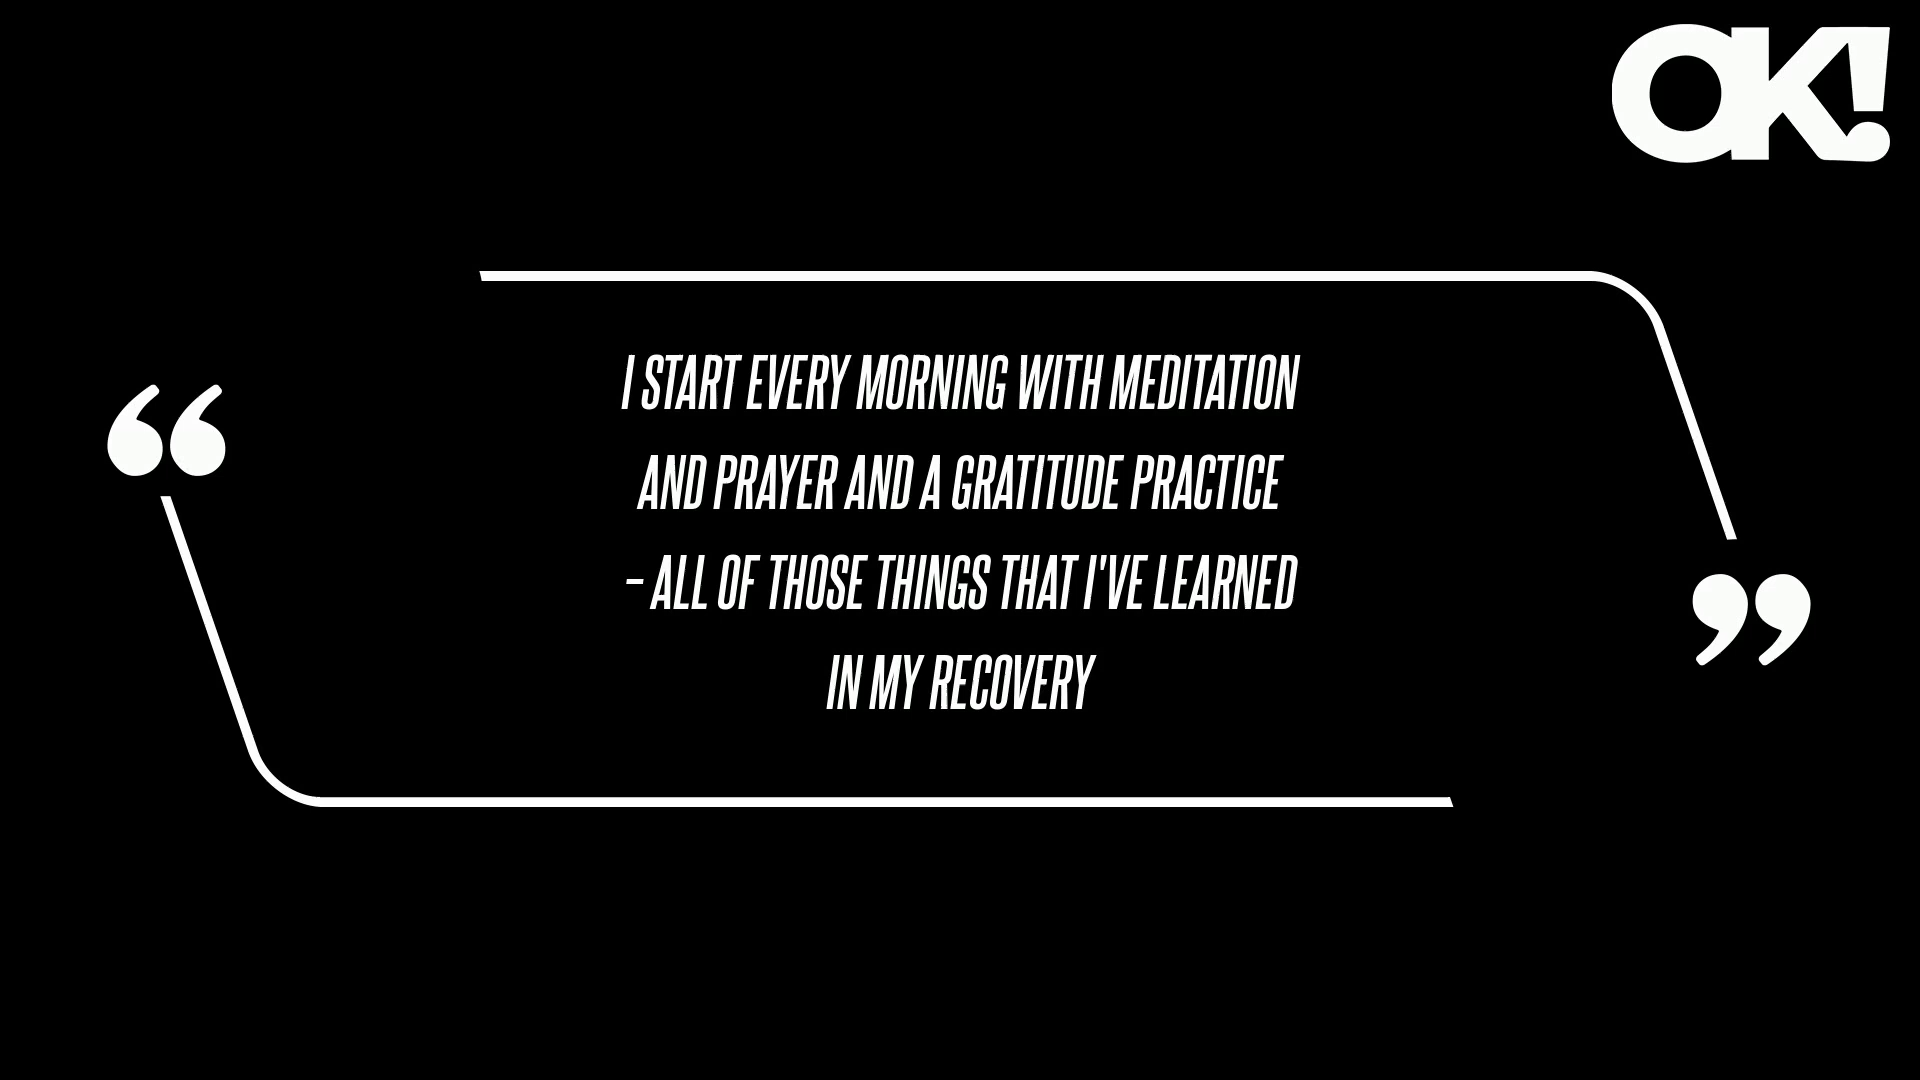 OK!
I START EVERY MORNING WITH MEDITATION
AND PRAYER AND A GRATITUDE PRACTICE
– ALL OF THOSE THINGS THAT I'VE LEARNED
IN MY RECOVERY